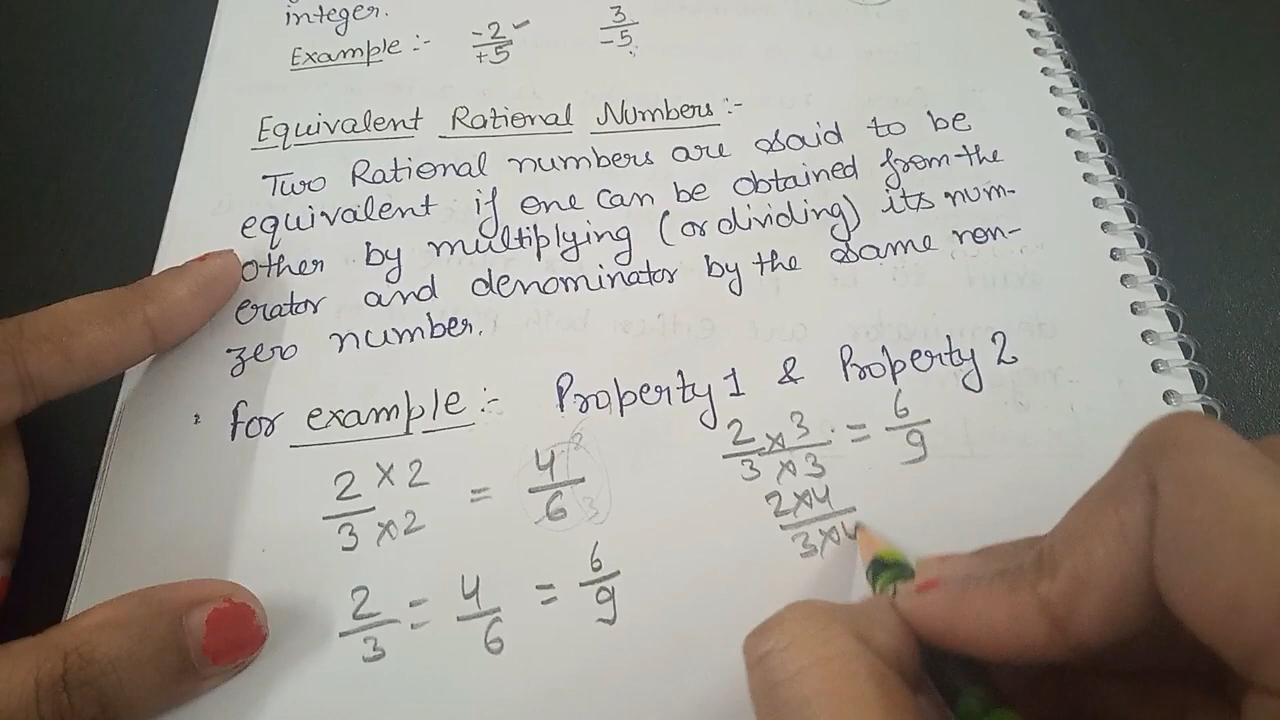 integer.
Example :- -2/+5 3/-5
Equivalent Rational Numbers :-
Two Rational numbers are said to be
equivalent if one can be obtained from the
other by multiplying (or dividing) its num-
erator and denominator by the same non-
zero number.
For example :- Property 1 & Property 2
2/3 ×2/×2 = 4/6
2/3 ×3/×3 = 6/9
2×4/3×4
2/3 = 4/6 = 6/9